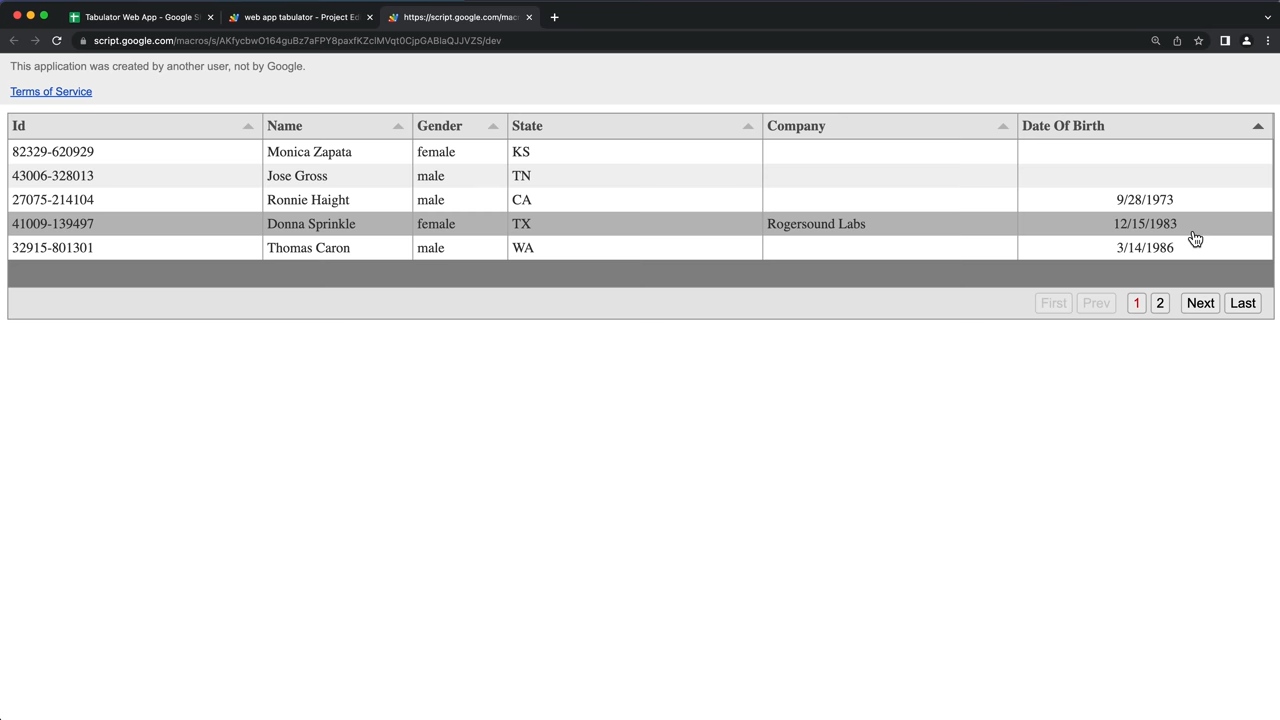 Tabulator Web App - Google S
web app tabulator - Project Ed
https://script.google.com/mac
script.google.com/macros/s/AKfycbwO164guBz7aFPY8paxfKZclMVqt0CjpGABlaQJJVZS/dev
This application was created by another user, not by Google.
Terms of Service
Id Name Gender State Company Date Of Birth
82329-620929 Monica Zapata female KS
43006-328013 Jose Gross male TN
27075-214104 Ronnie Haight male CA 9/28/1973
41009-139497 Donna Sprinkle female TX Rogersound Labs 12/15/1983
32915-801301 Thomas Caron male WA 3/14/1986
First Prev 1 2 Next Last